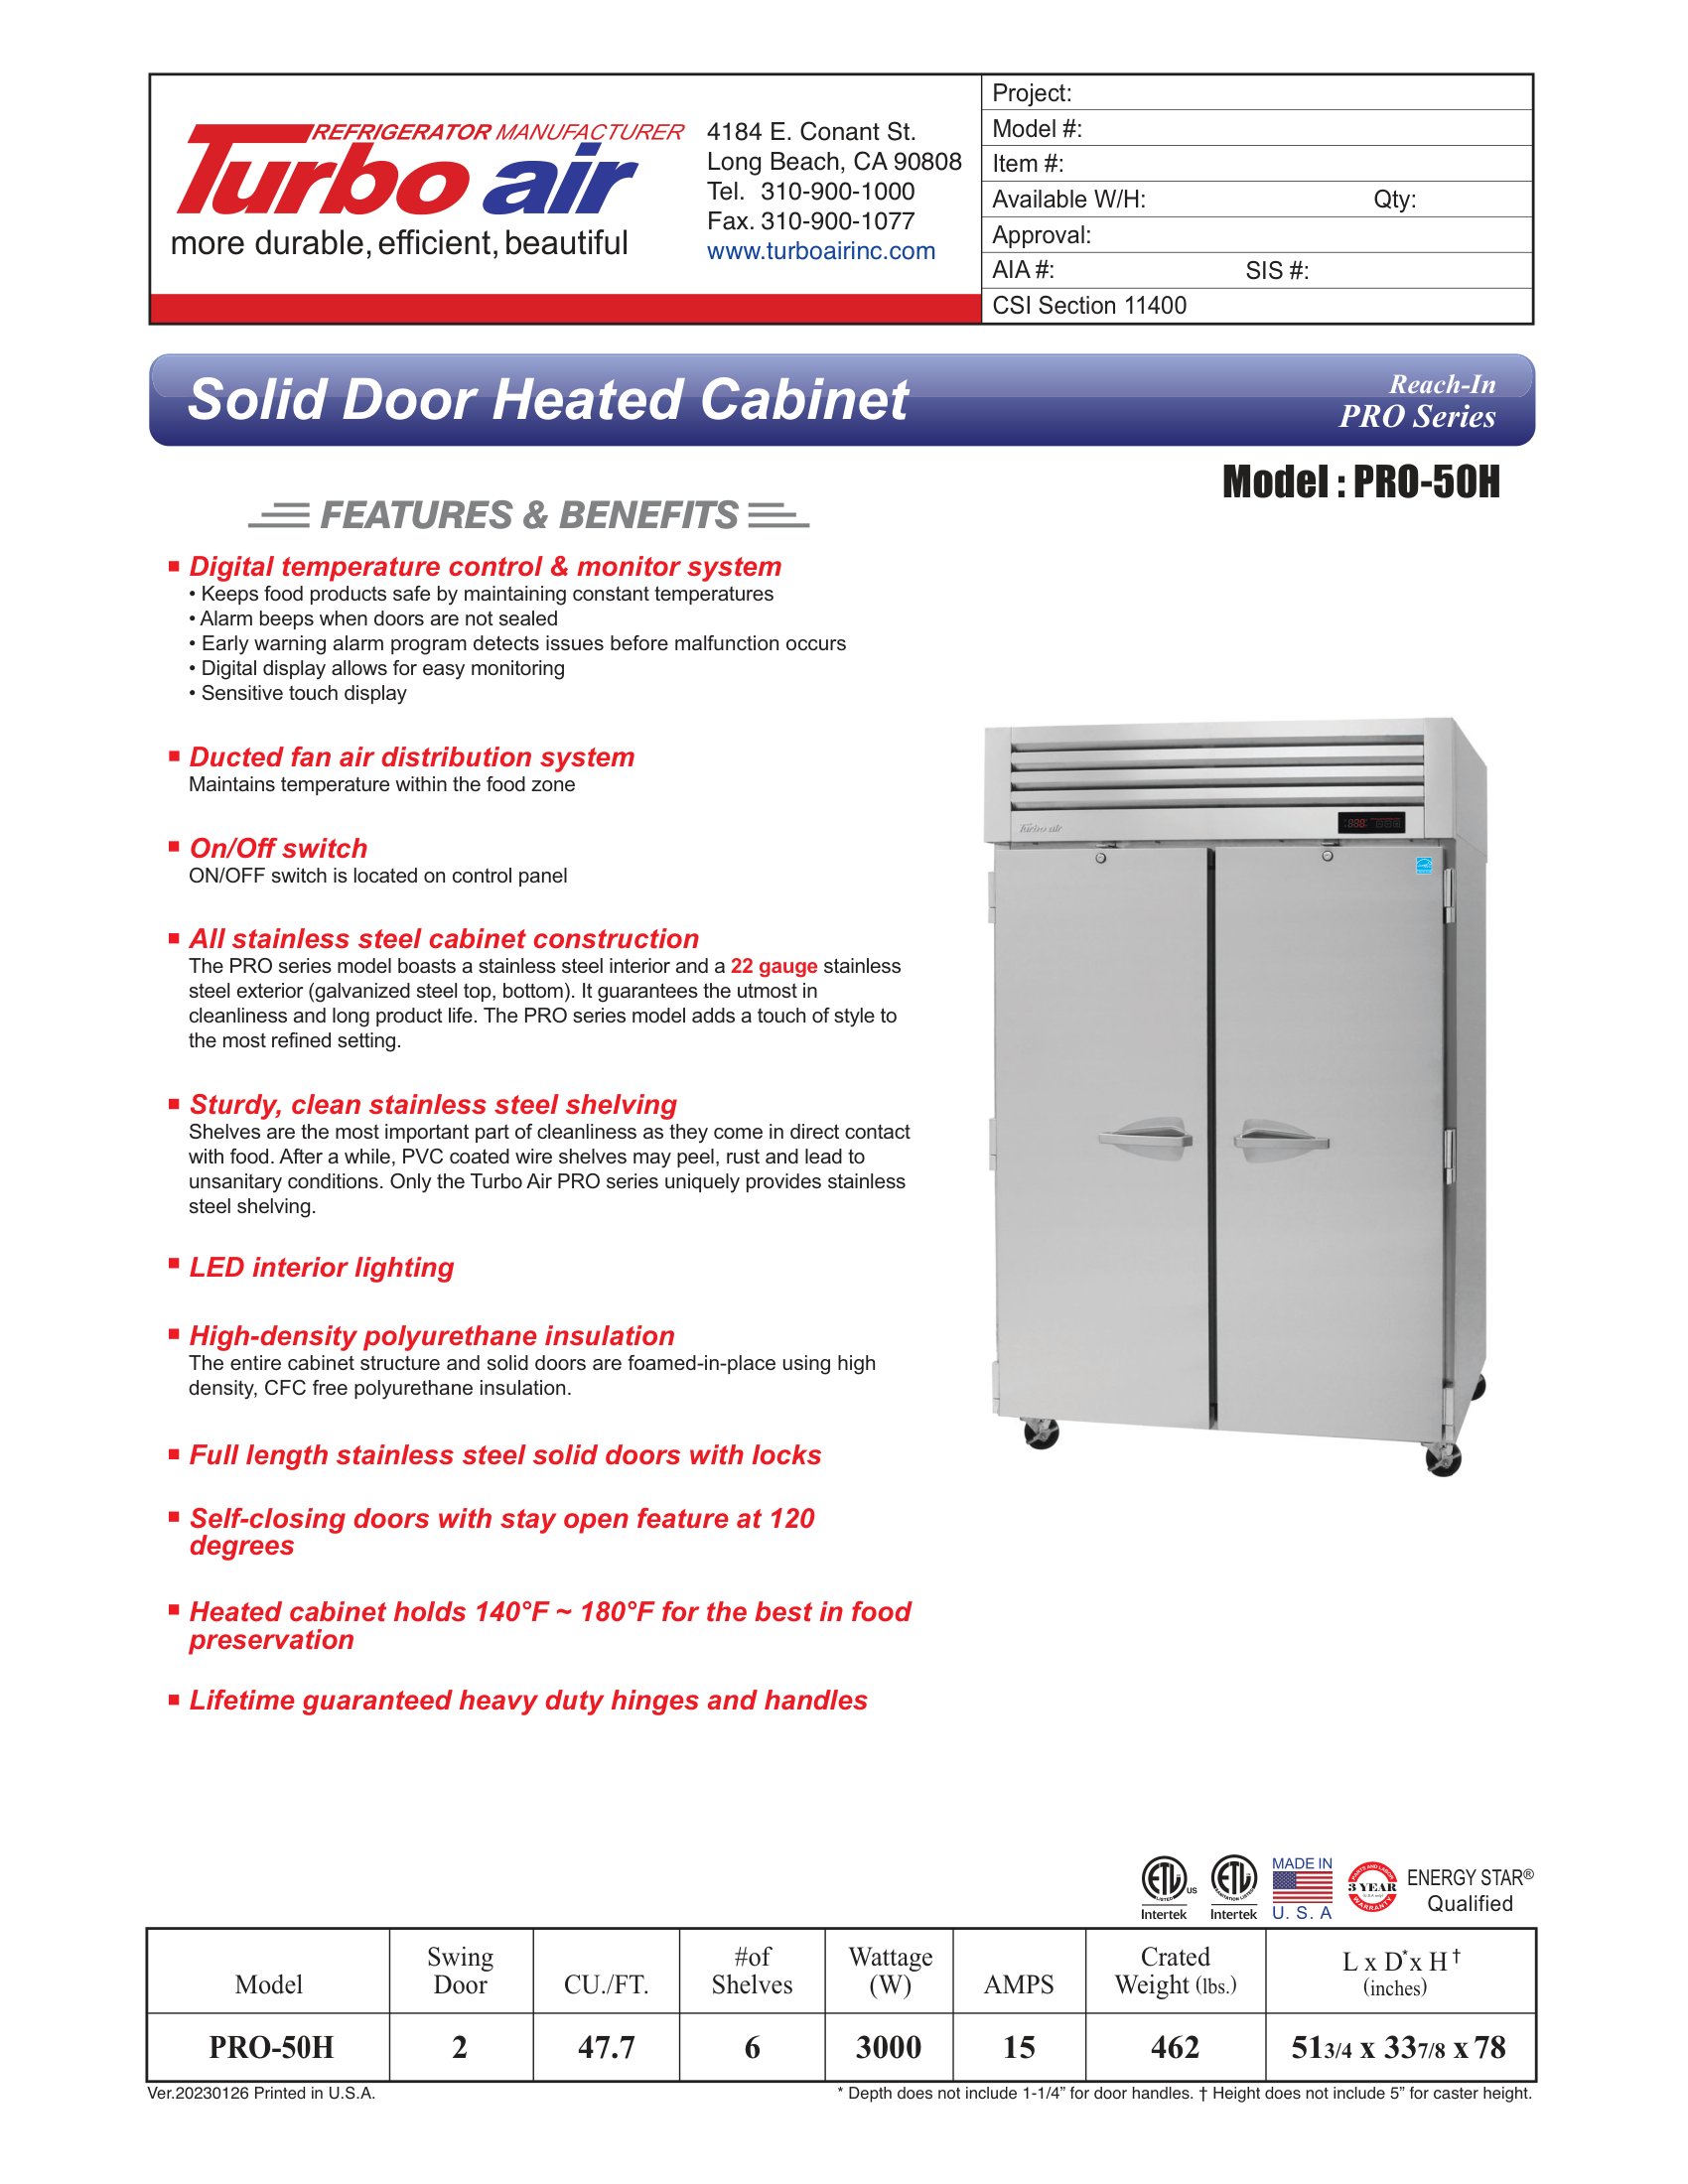 REFRIGERATOR MANUFACTURER
Turbo air
more durable, efficient, beautiful
4184 E. Conant St.
Long Beach, CA 90808
Tel. 310-900-1000
Fax. 310-900-1077
www.turboairinc.com
Project:
Model #:
Item #:
Available W/H: Qty:
Approval:
AIA #: SIS #:
CSI Section 11400
Solid Door Heated Cabinet
Reach-In
PRO Series
Model : PRO-50H
FEATURES & BENEFITS
Digital temperature control & monitor system
• Keeps food products safe by maintaining constant temperatures
• Alarm beeps when doors are not sealed
• Early warning alarm program detects issues before malfunction occurs
• Digital display allows for easy monitoring
• Sensitive touch display
Ducted fan air distribution system
Maintains temperature within the food zone
On/Off switch
ON/OFF switch is located on control panel
All stainless steel cabinet construction
The PRO series model boasts a stainless steel interior and a 22 gauge stainless
steel exterior (galvanized steel top, bottom). It guarantees the utmost in
cleanliness and long product life. The PRO series model adds a touch of style to
the most refined setting.
Sturdy, clean stainless steel shelving
Shelves are the most important part of cleanliness as they come in direct contact
with food. After a while, PVC coated wire shelves may peel, rust and lead to
unsanitary conditions. Only the Turbo Air PRO series uniquely provides stainless
steel shelving.
LED interior lighting
High-density polyurethane insulation
The entire cabinet structure and solid doors are foamed-in-place using high
density, CFC free polyurethane insulation.
Full length stainless steel solid doors with locks
Self-closing doors with stay open feature at 120
degrees
Heated cabinet holds 140°F ~ 180°F for the best in food
preservation
Lifetime guaranteed heavy duty hinges and handles
Turbo air
888
ETL
LISTED
US
Intertek
ETL
SANITATION LISTED
Intertek
MADE IN
U. S. A
PARTS AND LABOR
3 YEAR
WARRANTY
ENERGY STAR®
Qualified
Model Swing Door CU./FT. #of Shelves Wattage (W) AMPS Crated Weight (lbs.) L x D* x H† (inches)
PRO-50H 2 47.7 6 3000 15 462 51 3/4 x 33 7/8 x 78
Ver.20230126 Printed in U.S.A.
* Depth does not include 1-1/4” for door handles. † Height does not include 5” for caster height.